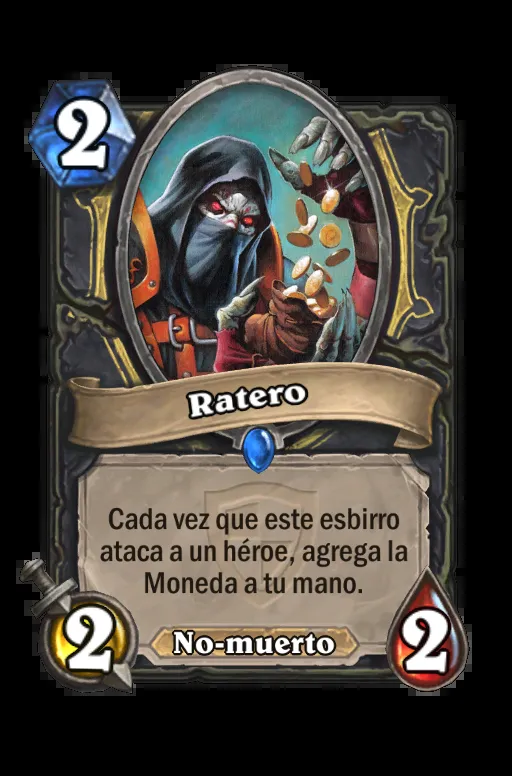 2
Ratero
Cada vez que este esbirro
ataca a un héroe, agrega la
Moneda a tu mano.
2
No-muerto
2